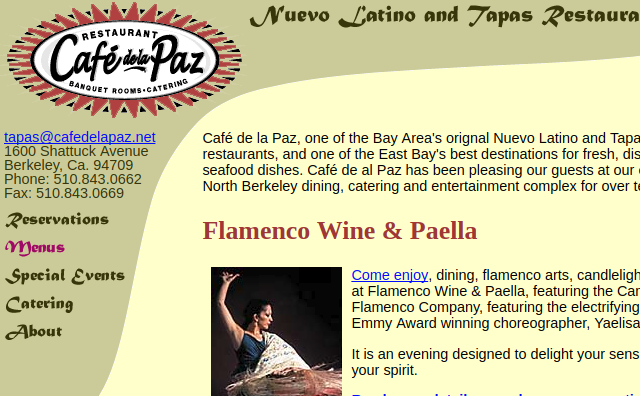 Nuevo Latino and Tapas Restaura
RESTAURANT
Café de la Paz
BANQUET ROOMS • CATERING
tapas@cafedelapaz.net
1600 Shattuck Avenue
Berkeley, Ca. 94709
Phone: 510.843.0662
Fax: 510.843.0669
Reservations
Menus
Special Events
Catering
About
Café de la Paz, one of the Bay Area's orignal Nuevo Latino and Tapa
restaurants, and one of the East Bay's best destinations for fresh, dis
seafood dishes. Café de al Paz has been pleasing our guests at our
North Berkeley dining, catering and entertainment complex for over te
Flamenco Wine & Paella
Come enjoy, dining, flamenco arts, candleligh
at Flamenco Wine & Paella, featuring the Car
Flamenco Company, featuring the electrifying
Emmy Award winning choreographer, Yaelisa
It is an evening designed to delight your sens
your spirit.